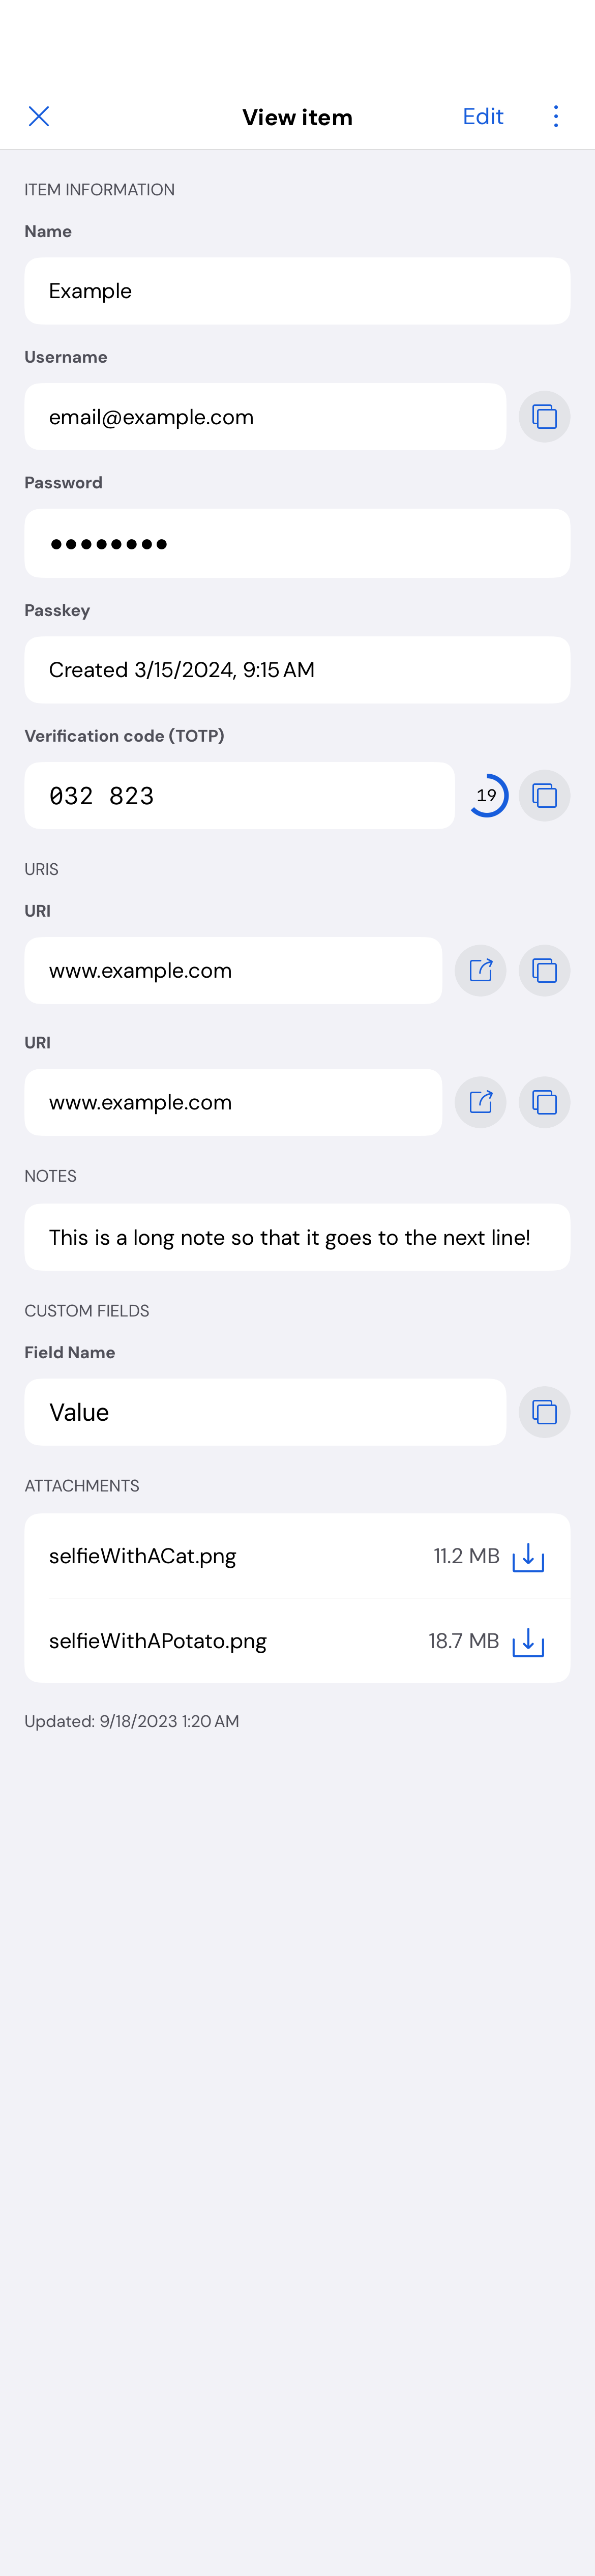 View item
Edit
ITEM INFORMATION
Name
Example
Username
email@example.com
Password
••••••••
Passkey
Created 3/15/2024, 9:15 AM
Verification code (TOTP)
032 823
19
URIS
URI
www.example.com
URI
www.example.com
NOTES
This is a long note so that it goes to the next line!
CUSTOM FIELDS
Field Name
Value
ATTACHMENTS
selfieWithACat.png 11.2 MB
selfieWithAPotato.png 18.7 MB
Updated: 9/18/2023 1:20 AM